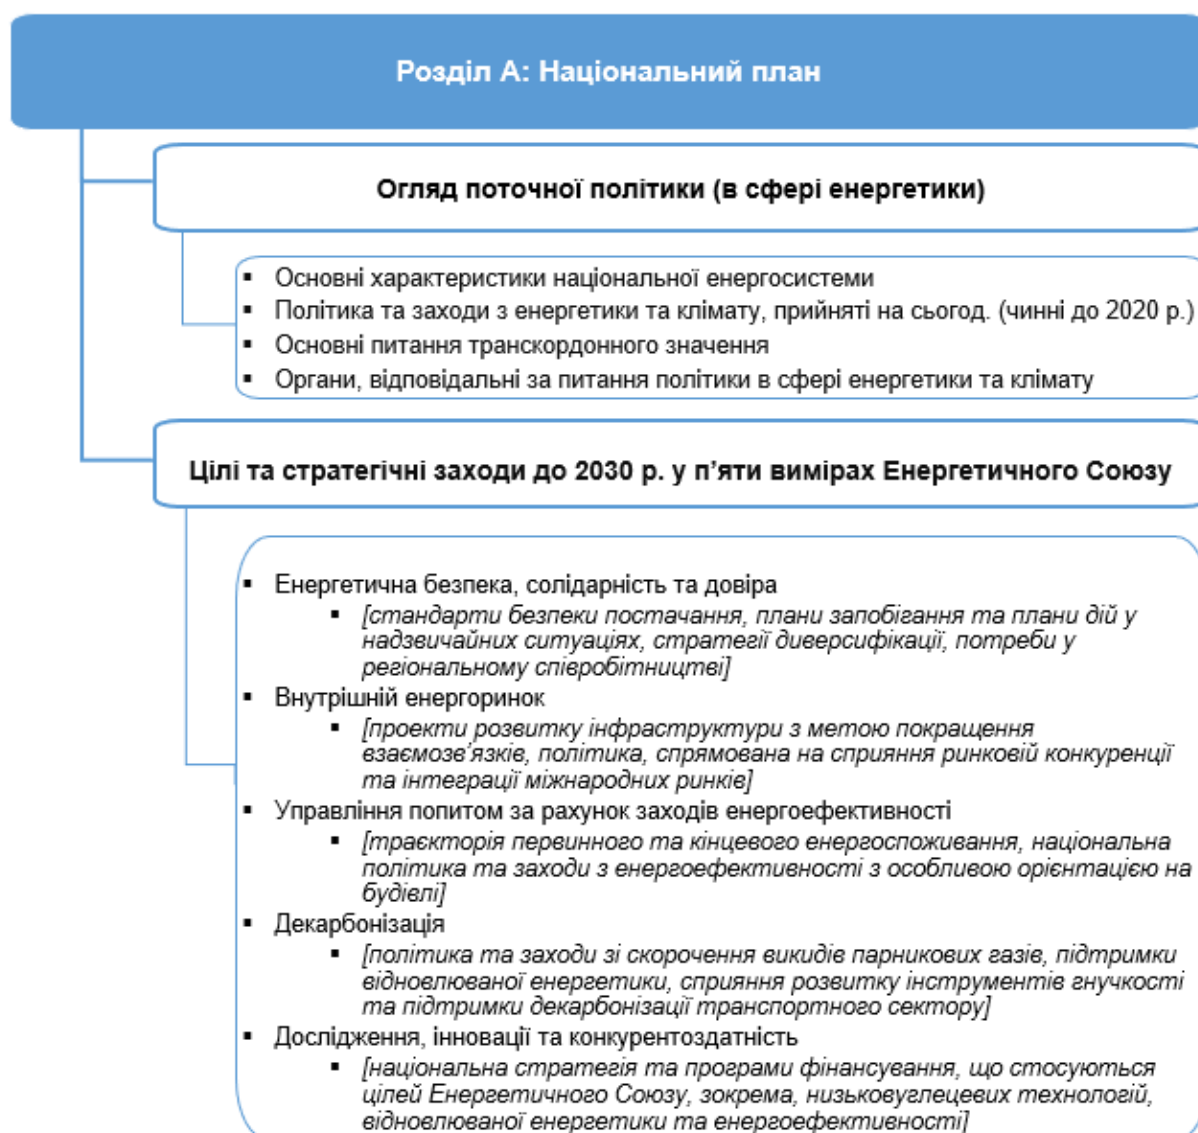 Розділ А: Національний план
Огляд поточної політики (в сфері енергетики)
▪ Основні характеристики національної енергосистеми
▪ Політика та заходи з енергетики та клімату, прийняті на сьогод. (чинні до 2020 р.)
▪ Основні питання транскордонного значення
▪ Органи, відповідальні за питання політики в сфері енергетики та клімату
Цілі та стратегічні заходи до 2030 р. у п’яти вимірах Енергетичного Союзу
▪ Енергетична безпека, солідарність та довіра
▪ [стандарти безпеки постачання, плани запобігання та плани дій у
надзвичайних ситуаціях, стратегії диверсифікації, потреби у
регіональному співробітництві]
▪ Внутрішній енергоринок
▪ [проекти розвитку інфраструктури з метою покращення
взаємозв’язків, політика, спрямована на сприяння ринковій конкуренції
та інтеграції міжнародних ринків]
▪ Управління попитом за рахунок заходів енергоефективності
▪ [траєкторія первинного та кінцевого енергоспоживання, національна
політика та заходи з енергоефективності з особливою орієнтацією на
будівлі]
▪ Декарбонізація
▪ [політика та заходи зі скорочення викидів парникових газів, підтримки
відновлюваної енергетики, сприяння розвитку інструментів гнучкості
та підтримки декарбонізації транспортного сектору]
▪ Дослідження, інновації та конкурентоздатність
▪ [національна стратегія та програми фінансування, що стосуються
цілей Енергетичного Союзу, зокрема, низьковуглецевих технологій,
відновлюваної енергетики та енергоефективності]